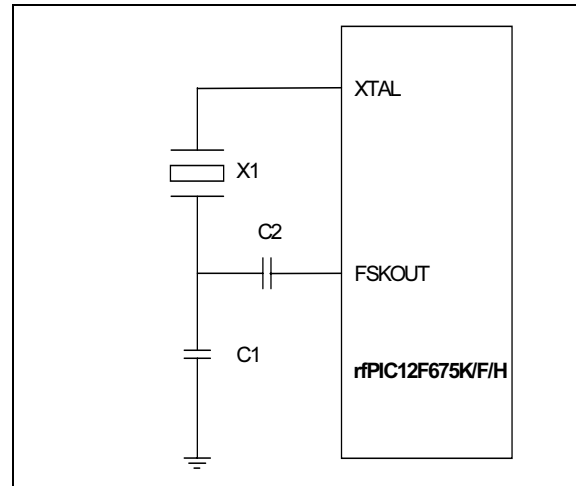 XTAL
X1
C2
FSKOUT
C1
rfPIC12F675K/F/H